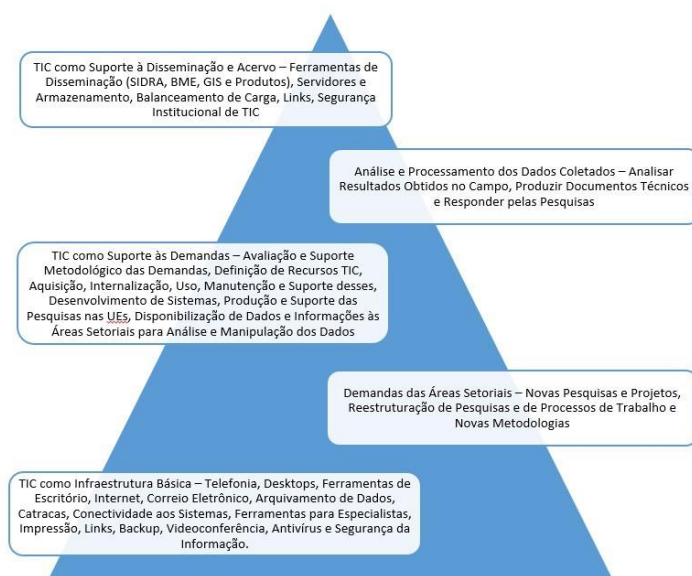 TIC como Suporte à Disseminação e Acervo – Ferramentas de
Disseminação (SIDRA, BME, GIS e Produtos), Servidores e
Armazenamento, Balanceamento de Carga, Links, Segurança
Institucional de TIC
Análise e Processamento dos Dados Coletados – Analisar
Resultados Obtidos no Campo, Produzir Documentos Técnicos
e Responder pelas Pesquisas
TIC como Suporte às Demandas – Avaliação e Suporte
Metodológico das Demandas, Definição de Recursos TIC,
Aquisição, Internalização, Uso, Manutenção e Suporte desses,
Desenvolvimento de Sistemas, Produção e Suporte das
Pesquisas nas UEs, Disponibilização de Dados e Informações às
Áreas Setoriais para Análise e Manipulação dos Dados
Demandas das Áreas Setoriais – Novas Pesquisas e Projetos,
Reestruturação de Pesquisas e de Processos de Trabalho e
Novas Metodologias
TIC como Infraestrutura Básica – Telefonia, Desktops, Ferramentas de
Escritório, Internet, Correio Eletrônico, Arquivamento de Dados,
Catracas, Conectividade aos Sistemas, Ferramentas para Especialistas,
Impressão, Links, Backup, Videoconferência, Antivírus e Segurança da
Informação.